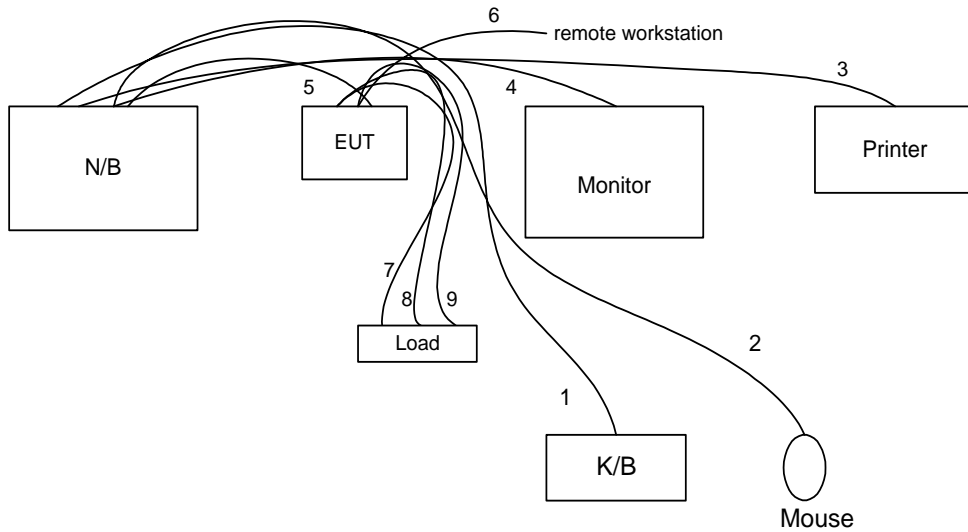 6
remote workstation
5
4
3
N/B
EUT
Monitor
Printer
7
8
9
Load
2
1
K/B
Mouse